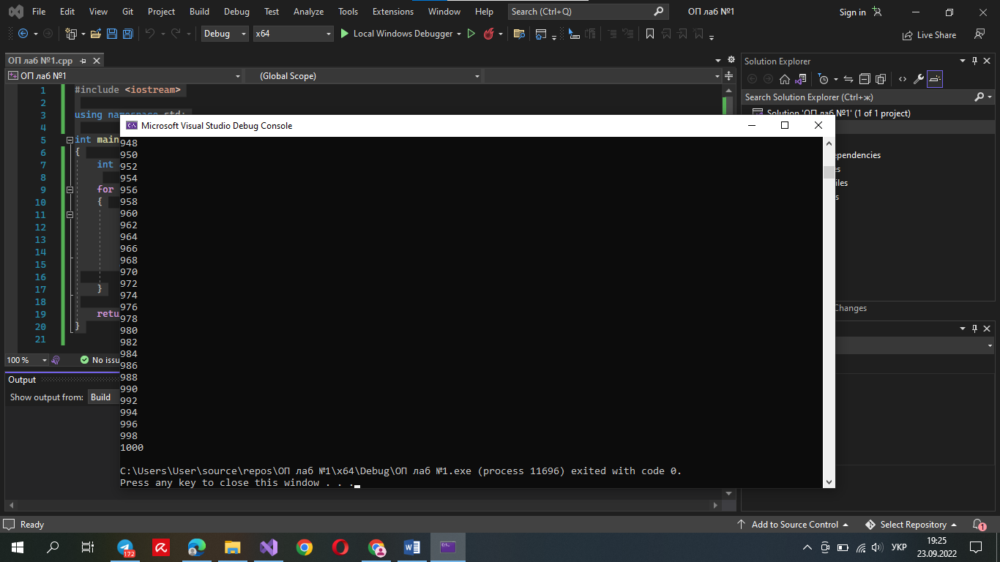 File Edit View Git Project Build Debug Test Analyze Tools Extensions Window Help Search (Ctrl+Q) ОП лаб №1 Sign in
Debug x64 Local Windows Debugger Live Share
ОП лаб №1.cpp
ОП лаб №1 (Global Scope)
Solution Explorer
Search Solution Explorer (Ctrl+ж)
Solution 'ОП лаб №1' (1 of 1 project)
ependencies
es
iles
s
Changes
1 #include <iostream>
2
3 using namespace std;
4
5 int main
6 {
7 int
8
9 for
10 {
11
12
13
14
15
16
17 }
18
19 retu
20 }
21
100 % No issu
Output
Show output from: Build
Microsoft Visual Studio Debug Console
948
950
952
954
956
958
960
962
964
966
968
970
972
974
976
978
980
982
984
986
988
990
992
994
996
998
1000
C:\Users\User\source\repos\ОП лаб №1\x64\Debug\ОП лаб №1.exe (process 11696) exited with code 0.
Press any key to close this window . . .
Ready Add to Source Control Select Repository 1
172 УКР 19:25
23.09.2022